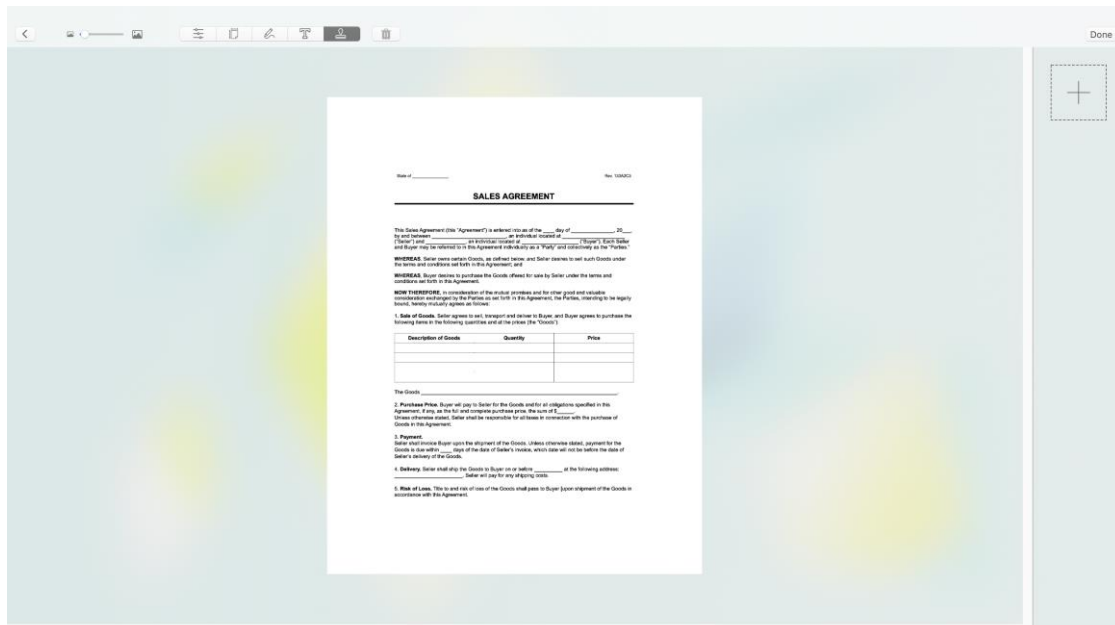 Done
State of ____________ Rev. 133A2C2
SALES AGREEMENT
This Sales Agreement (this "Agreement") is entered into as of the ____ day of ______________, 20___,
by and between ________________________, an individual located at ____________________
("Seller") and _____________, an individual located at __________________ ("Buyer"). Each Seller
and Buyer may be referred to in this Agreement individually as a "Party" and collectively as the "Parties."
WHEREAS, Seller owns certain Goods, as defined below, and Seller desires to sell such Goods under
the terms and conditions set forth in this Agreement; and
WHEREAS, Buyer desires to purchase the Goods offered for sale by Seller under the terms and
conditions set forth in this Agreement.
NOW THEREFORE, in consideration of the mutual promises and for other good and valuable
consideration exchanged by the Parties as set forth in this Agreement, the Parties, intending to be legally
bound, hereby mutually agrees as follows:
1. Sale of Goods. Seller agrees to sell, transport and deliver to Buyer, and Buyer agrees to purchase the
following items in the following quantities and at the prices (the "Goods"):
Description of Goods Quantity Price
The Goods ______________________________.
2. Purchase Price. Buyer will pay to Seller for the Goods and for all obligations specified in this
Agreement, if any, as the full and complete purchase price, the sum of $______.
Unless otherwise stated, Seller shall be responsible for all taxes in connection with the purchase of
Goods in this Agreement.
3. Payment.
Seller shall invoice Buyer upon the shipment of the Goods. Unless otherwise stated, payment for the
Goods is due within ____ days of the date of Seller's invoice, which date will not be before the date of
Seller's delivery of the Goods.
4. Delivery. Seller shall ship the Goods to Buyer on or before _________ at the following address:
______________________. Seller will pay for any shipping costs.
5. Risk of Loss. Title to and risk of loss of the Goods shall pass to Buyer [upon shipment of the Goods in
accordance with this Agreement.